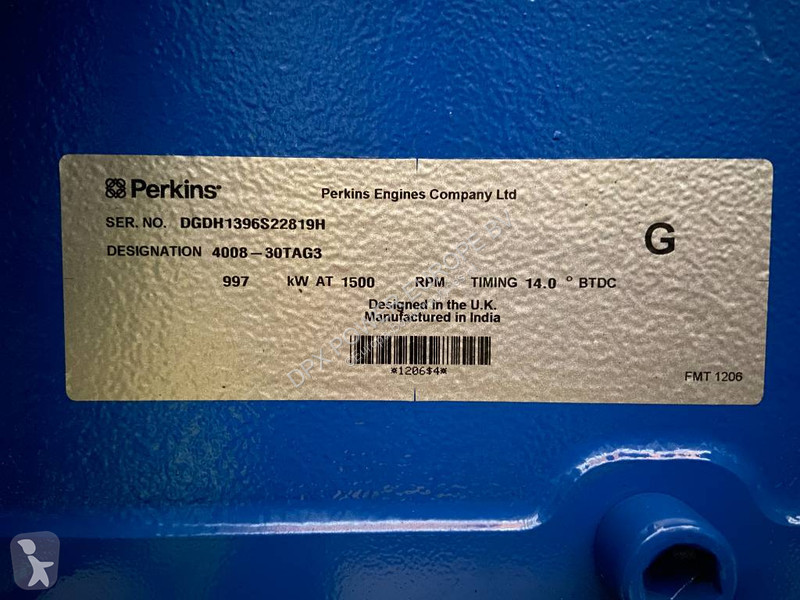 Perkins
Perkins Engines Company Ltd
SER. NO. DGDH1396S22819H
DESIGNATION 4008-30TAG3
G
997 kW AT 1500 RPM TIMING 14.0 ° BTDC
Designed in the U.K.
Manufactured in India
*1206$4*
FMT 1206